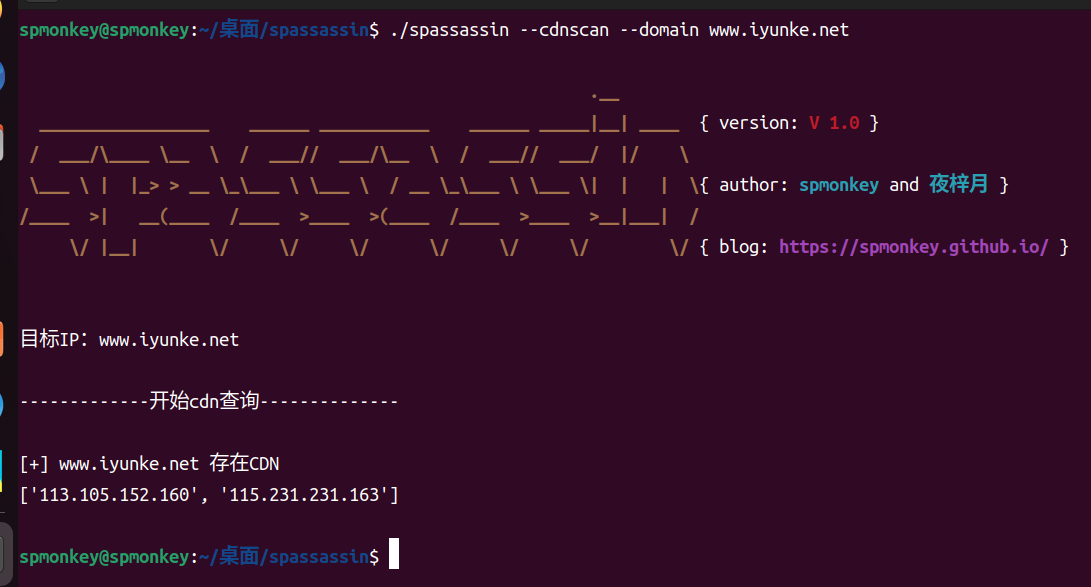 spmonkey@spmonkey:~/桌面/spassassin$ ./spassassin --cdnscan --domain www.iyunke.net
{ version: V 1.0 }
{ author: spmonkey and 夜梓月 }
{ blog: https://spmonkey.github.io/ }
目标IP：www.iyunke.net
-------------开始cdn查询--------------
[+] www.iyunke.net 存在CDN
['113.105.152.160', '115.231.231.163']
spmonkey@spmonkey:~/桌面/spassassin$